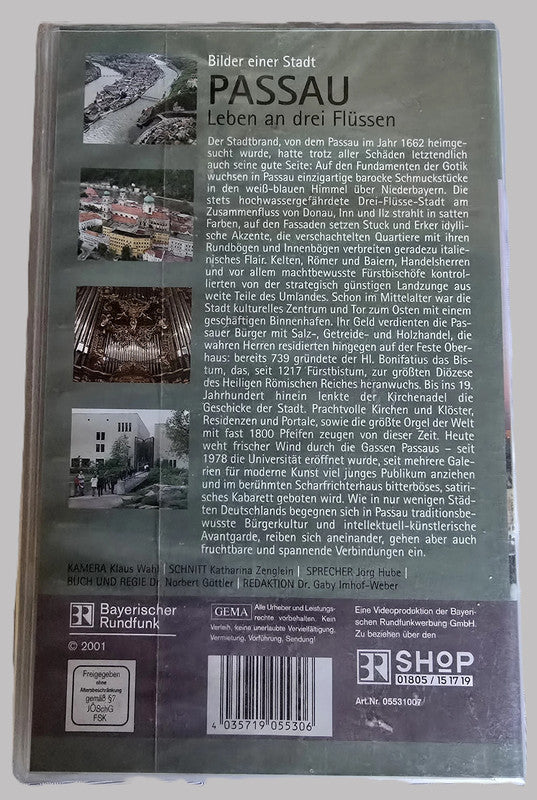 Bilder einer Stadt
PASSAU
Leben an drei Flüssen
Der Stadtbrand, von dem Passau im Jahr 1662 heimge-
sucht wurde, hatte trotz aller Schäden letztendlich
auch seine gute Seite: Auf den Fundamenten der Gotik
wuchsen in Passau einzigartige barocke Schmuckstücke
in den weiß-blauen Himmel über Niederbayern. Die
stets hochwassergefährdete Drei-Flüsse-Stadt am
Zusammenfluss von Donau, Inn und Ilz strahlt in satten
Farben, auf den Fassaden setzen Stuck und Erker idylli-
sche Akzente, die verschachtelten Quartiere mit ihren
Rundbögen und Innenbögen verbreiten geradezu italie-
nisches Flair. Kelten, Römer und Baiern, Handelsherren
und vor allem machtbewusste Fürstbischöfe kontrol-
lierten von der strategisch günstigen Landzunge aus
weite Teile des Umlandes. Schon im Mittelalter war die
Stadt kulturelles Zentrum und Tor zum Osten mit einem
geschäftigen Binnenhafen. Ihr Geld verdienten die Pas-
sauer Bürger mit Salz-, Getreide- und Holzhandel, die
wahren Herren residierten hingegen auf der Feste Ober-
haus: bereits 739 gründete der Hl. Bonifatius das Bis-
tum, das, seit 1217 Fürstbistum, zur größten Diözese
des Heiligen Römischen Reiches heranwuchs. Bis ins 19.
Jahrhundert hinein lenkte der Kirchenadel die
Geschicke der Stadt. Prachtvolle Kirchen und Klöster,
Residenzen und Portale, sowie die größte Orgel der Welt
mit fast 1800 Pfeifen zeugen von dieser Zeit. Heute
weht frischer Wind durch die Gassen Passaus – seit
1978 die Universität eröffnet wurde, seit mehrere Gale-
rien für moderne Kunst viel junges Publikum anziehen
und im berühmten Scharfrichterhaus bitterböses, satiri-
sches Kabarett geboten wird. Wie in nur wenigen Städ-
ten Deutschlands begegnen sich in Passau traditionsbe-
wusste Bürgerkultur und intellektuell-künstlerische
Avantgarde, reiben sich aneinander, gehen aber auch
fruchtbare und spannende Verbindungen ein.
KAMERA Klaus Wahl | SCHNITT Katharina Zenglein | SPRECHER Jörg Hube |
BUCH UND REGIE Dr. Norbert Göttler | REDAKTION Dr. Gaby Imhof-Weber
BR Bayerischer
Rundfunk
© 2001
GEMA
Alle Urheber und Leistungs-
rechte vorbehalten. Kein
Verleih, keine unerlaubte Vervielfältigung,
Vermietung, Vorführung, Sendung!
Eine Videoproduktion der Bayeri-
schen Rundfunkwerbung GmbH.
Zu beziehen über den
BR SHOP
01805 / 15 17 19
Art.Nr. 05531007
Freigegeben
ohne
Altersbeschränkung
gemäß §7
JÖSchG
FSK
4 035719 055306